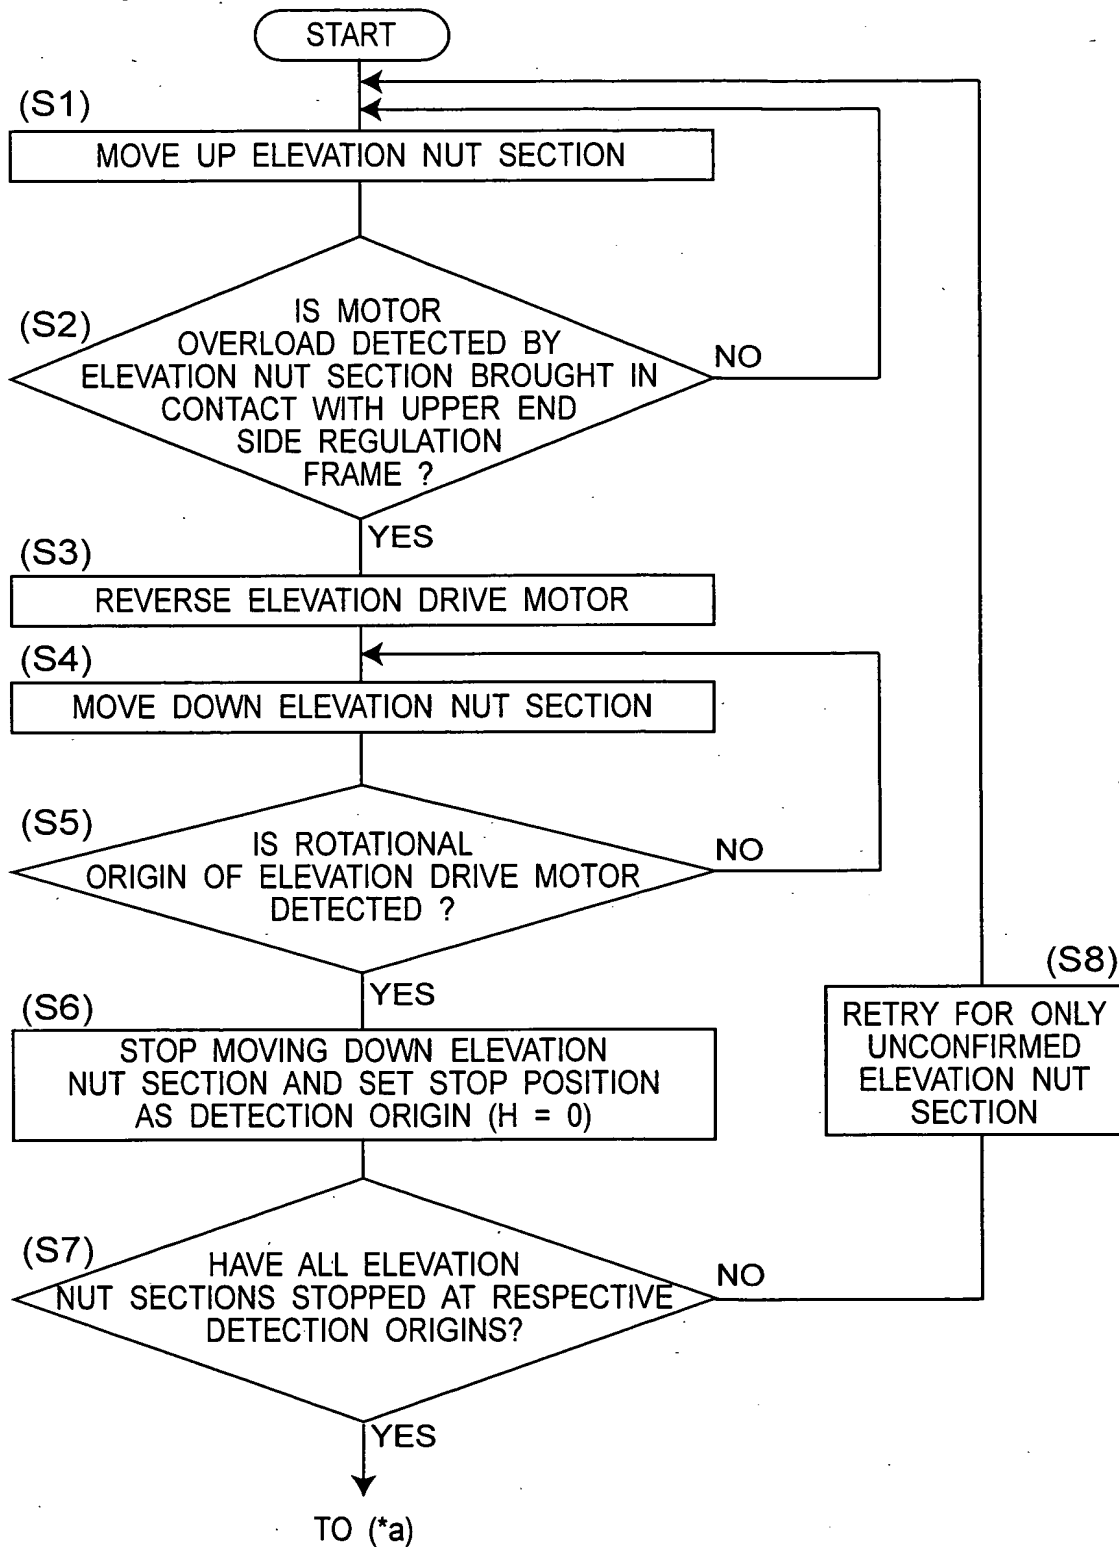 START
(S1)
MOVE UP ELEVATION NUT SECTION
(S2)
IS MOTOR
OVERLOAD DETECTED BY
ELEVATION NUT SECTION BROUGHT IN
CONTACT WITH UPPER END
SIDE REGULATION
FRAME ?
NO
YES
(S3)
REVERSE ELEVATION DRIVE MOTOR
(S4)
MOVE DOWN ELEVATION NUT SECTION
(S5)
IS ROTATIONAL
ORIGIN OF ELEVATION DRIVE MOTOR
DETECTED ?
NO
YES
(S6)
STOP MOVING DOWN ELEVATION
NUT SECTION AND SET STOP POSITION
AS DETECTION ORIGIN (H = 0)
(S8)
RETRY FOR ONLY
UNCONFIRMED
ELEVATION NUT
SECTION
(S7)
HAVE ALL ELEVATION
NUT SECTIONS STOPPED AT RESPECTIVE
DETECTION ORIGINS?
NO
YES
TO (*a)